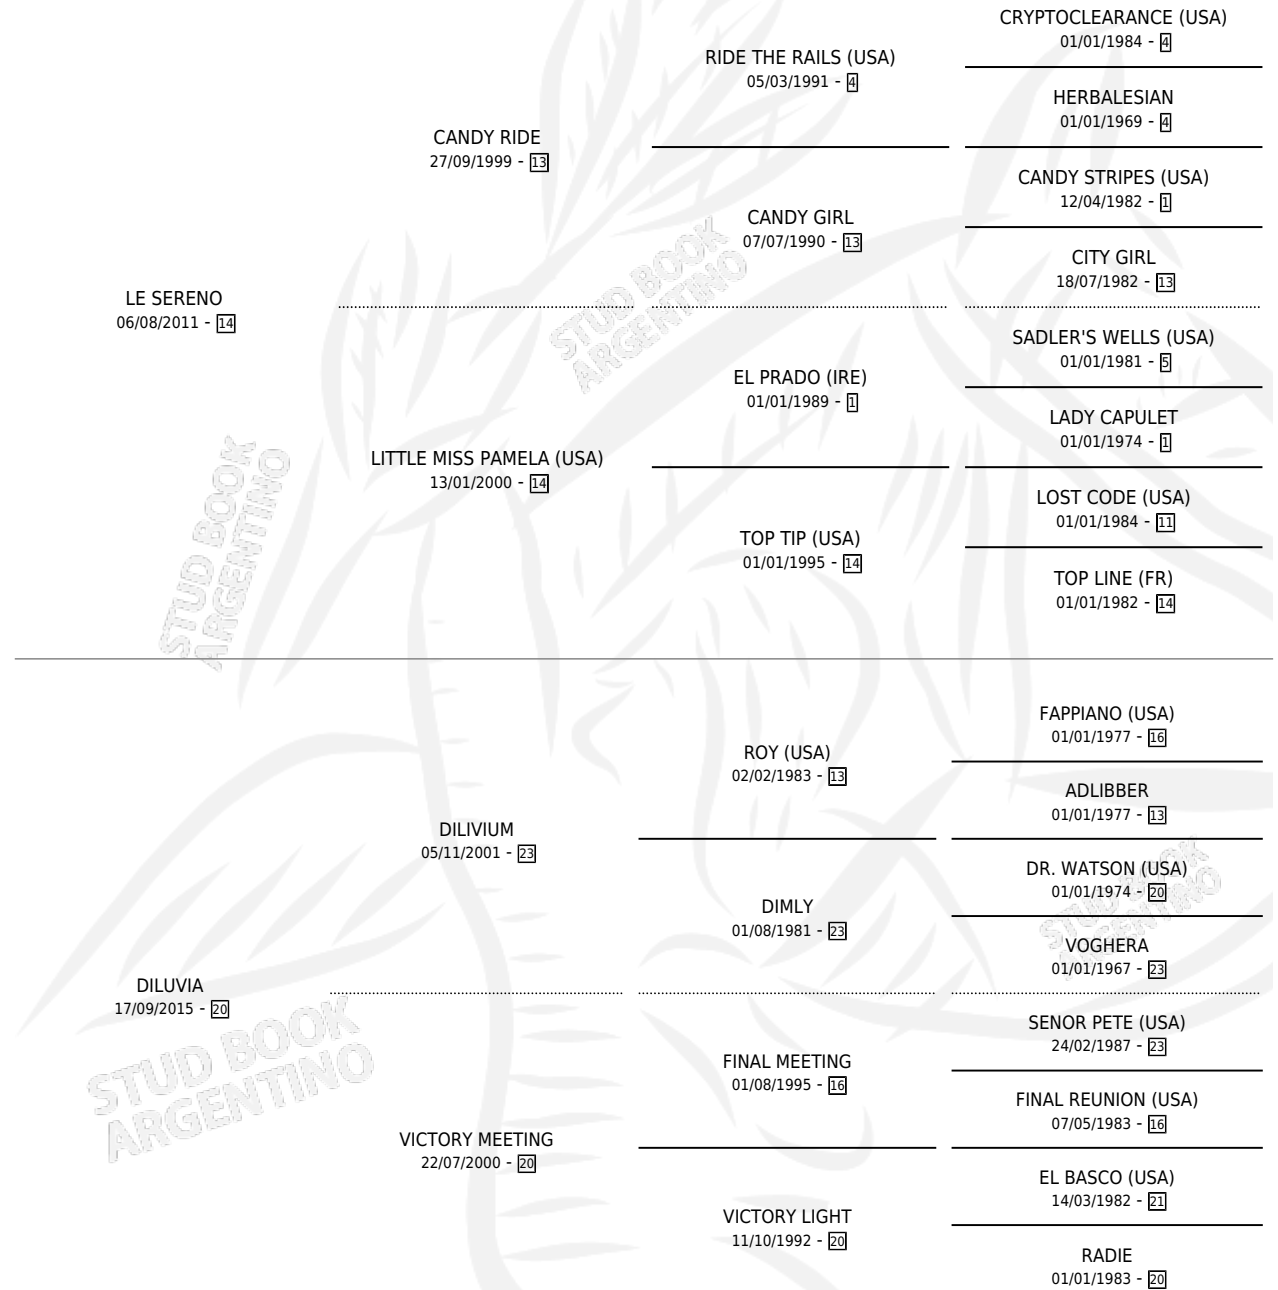 CRYPTOCLEARANCE (USA)
01/01/1984 - 4
RIDE THE RAILS (USA)
05/03/1991 - 4
HERBALESIAN
01/01/1969 - 4
CANDY RIDE
27/09/1999 - 13
CANDY STRIPES (USA)
12/04/1982 - 1
CANDY GIRL
07/07/1990 - 13
CITY GIRL
18/07/1982 - 13
LE SERENO
06/08/2011 - 14
STUD BOOK
ARGENTINO
SADLER'S WELLS (USA)
01/01/1981 - 5
EL PRADO (IRE)
01/01/1989 - 1
LADY CAPULET
01/01/1974 - 1
LITTLE MISS PAMELA (USA)
13/01/2000 - 14
LOST CODE (USA)
01/01/1984 - 11
TOP TIP (USA)
01/01/1995 - 14
TOP LINE (FR)
01/01/1982 - 14
STUD BOOK
ARGENTINO
FAPPIANO (USA)
01/01/1977 - 16
ROY (USA)
02/02/1983 - 13
ADLIBBER
01/01/1977 - 13
DILIVIUM
05/11/2001 - 23
DR. WATSON (USA)
01/01/1974 - 20
DIMLY
01/08/1981 - 23
STUD BOOK
ARGENTINO
VOGHERA
01/01/1967 - 23
DILUVIA
17/09/2015 - 20
SENOR PETE (USA)
24/02/1987 - 23
STUD BOOK
ARGENTINO
FINAL MEETING
01/08/1995 - 16
FINAL REUNION (USA)
07/05/1983 - 16
VICTORY MEETING
22/07/2000 - 20
EL BASCO (USA)
14/03/1982 - 21
VICTORY LIGHT
11/10/1992 - 20
RADIE
01/01/1983 - 20